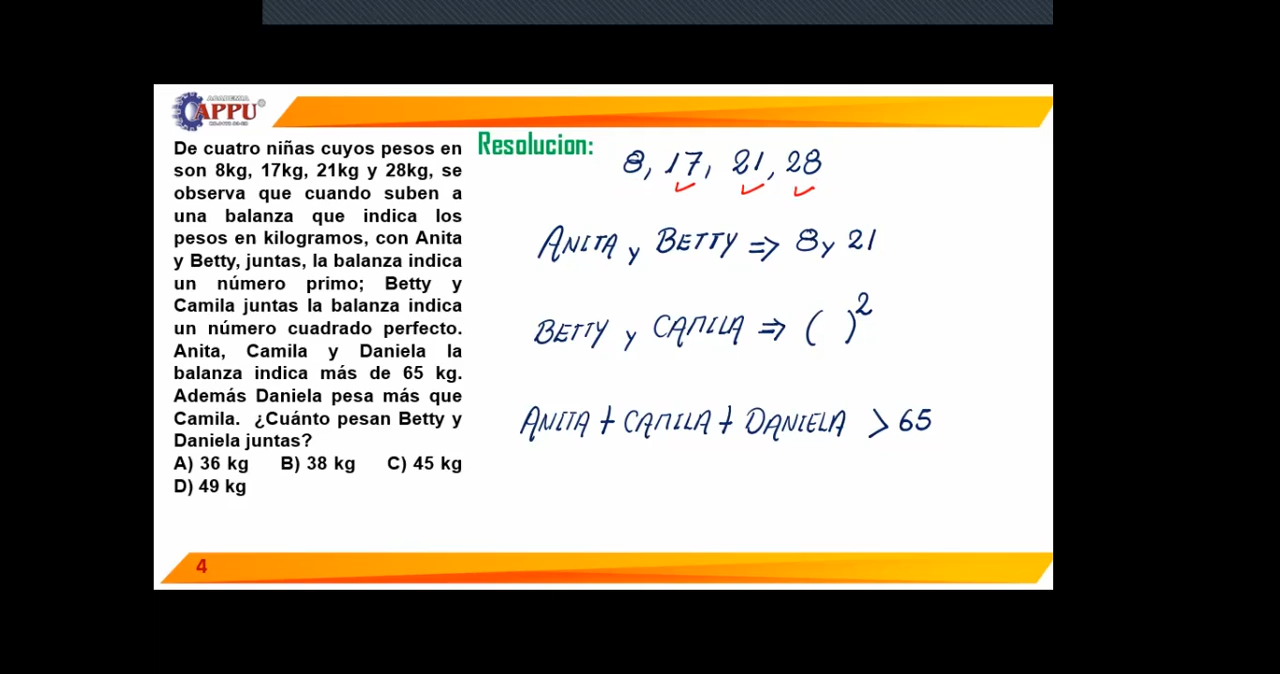 ACADEMIA
APPU
De cuatro niñas cuyos pesos en
son 8kg, 17kg, 21kg y 28kg, se
observa que cuando suben a
una balanza que indica los
pesos en kilogramos, con Anita
y Betty, juntas, la balanza indica
un número primo; Betty y
Camila juntas la balanza indica
un número cuadrado perfecto.
Anita, Camila y Daniela la
balanza indica más de 65 kg.
Además Daniela pesa más que
Camila. ¿Cuánto pesan Betty y
Daniela juntas?
A) 36 kg B) 38 kg C) 45 kg
D) 49 kg
Resolucion:
8, 17, 21, 28
ANITA y BETTY => 8 y 21
BETTY y CAMILA => ( )²
ANITA + CAMILA + DANIELA > 65
4